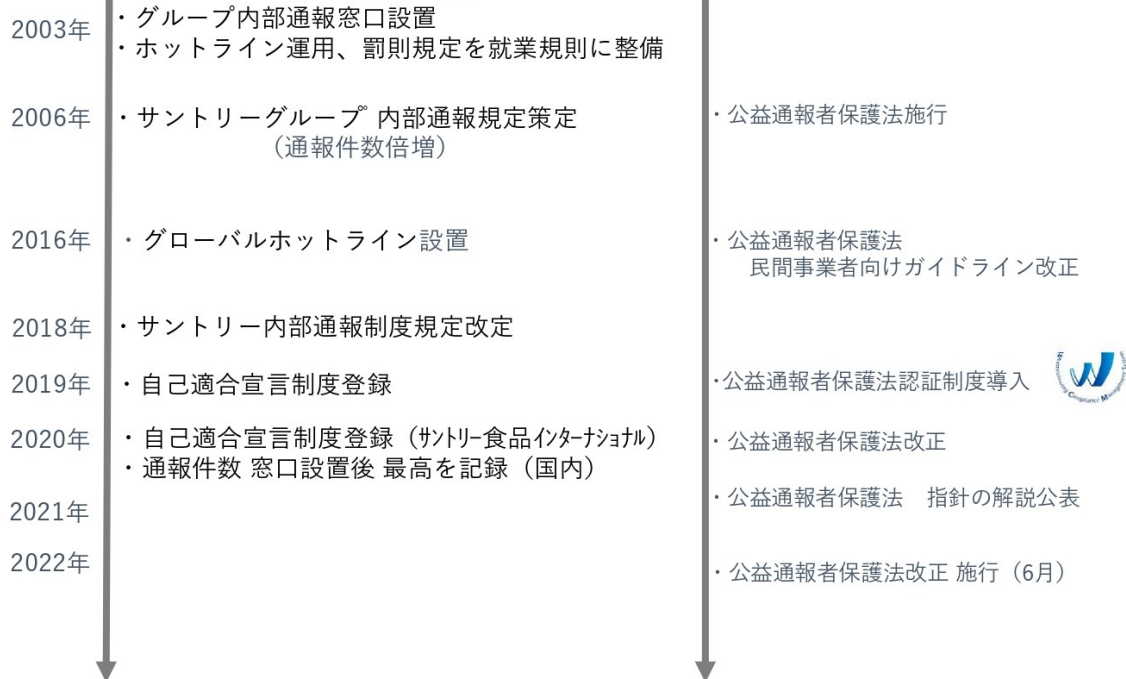 2003年
・グループ内部通報窓口設置
・ホットライン運用、罰則規定を就業規則に整備
2006年
・サントリーグループ 内部通報規定策定
（通報件数倍増）
・公益通報者保護法施行
2016年
・グローバルホットライン設置
・公益通報者保護法
民間事業者向けガイドライン改正
2018年
・サントリー内部通報制度規定改定
2019年
・自己適合宣言制度登録
・公益通報者保護法認証制度導入
2020年
・自己適合宣言制度登録（ｻﾝﾄﾘｰ食品ｲﾝﾀｰﾅｼｮﾅﾙ）
・通報件数 窓口設置後 最高を記録（国内）
・公益通報者保護法改正
2021年
・公益通報者保護法　指針の解説公表
2022年
・公益通報者保護法改正 施行（6月）